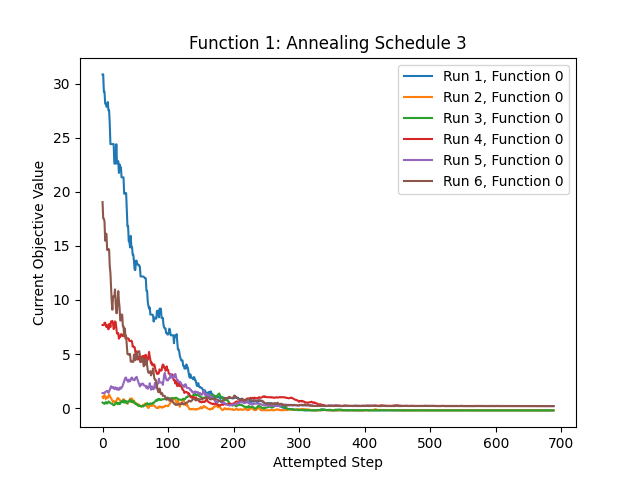 Function 1: Annealing Schedule 3
Run 1, Function 0
Run 2, Function 0
Run 3, Function 0
Run 4, Function 0
Run 5, Function 0
Run 6, Function 0
Current Objective Value
30
25
20
15
10
5
0
0 100 200 300 400 500 600 700
Attempted Step